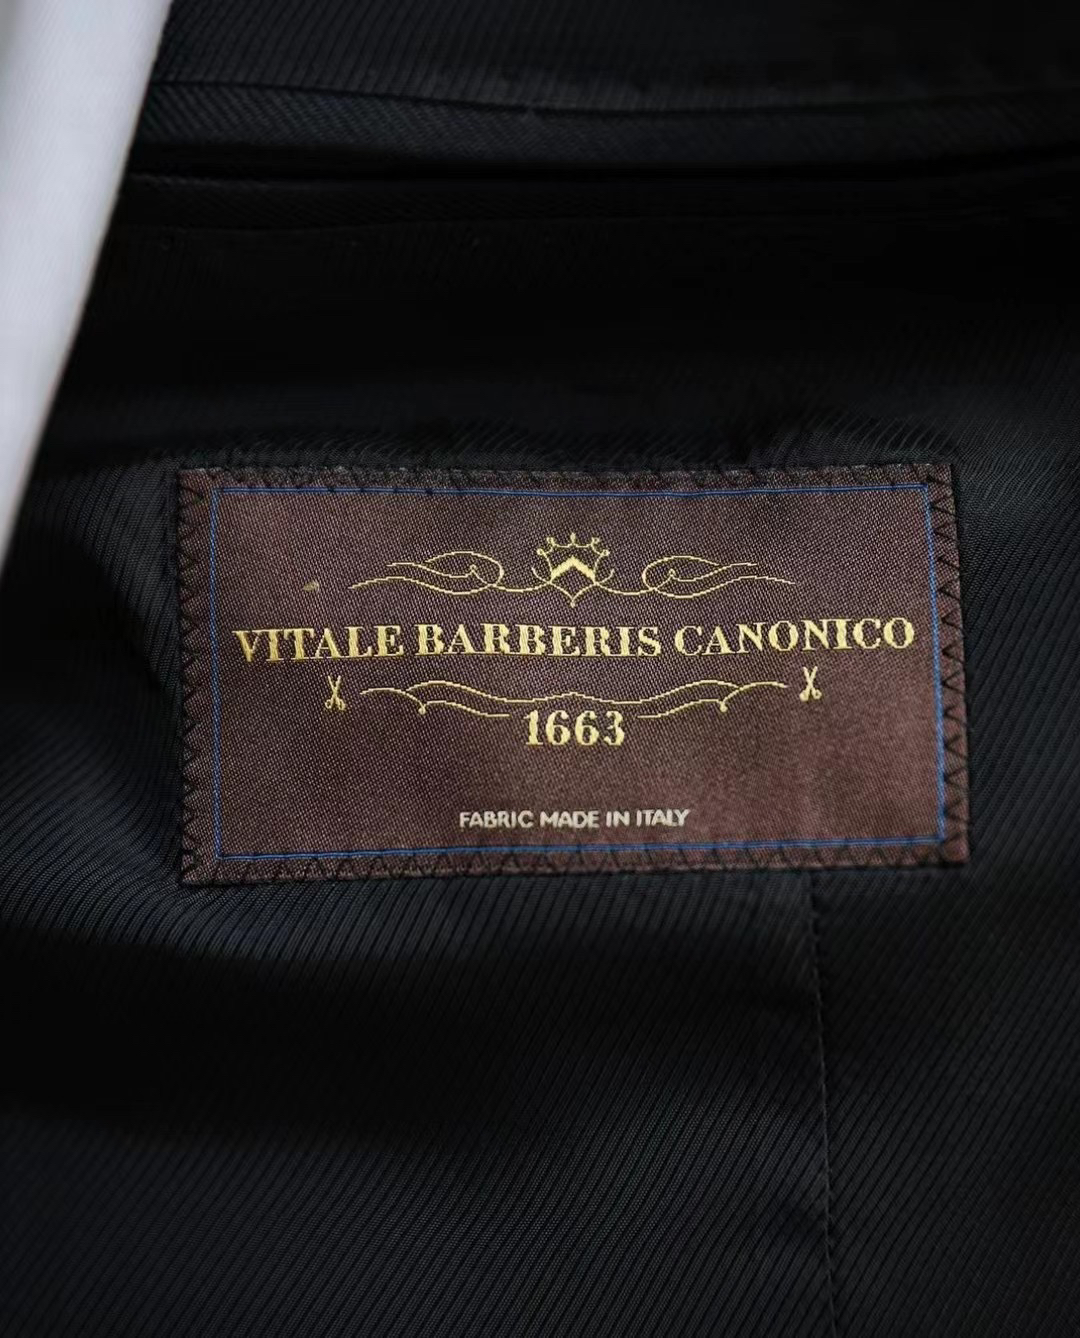 VITALE BARBERIS CANONICO
1663
FABRIC MADE IN ITALY